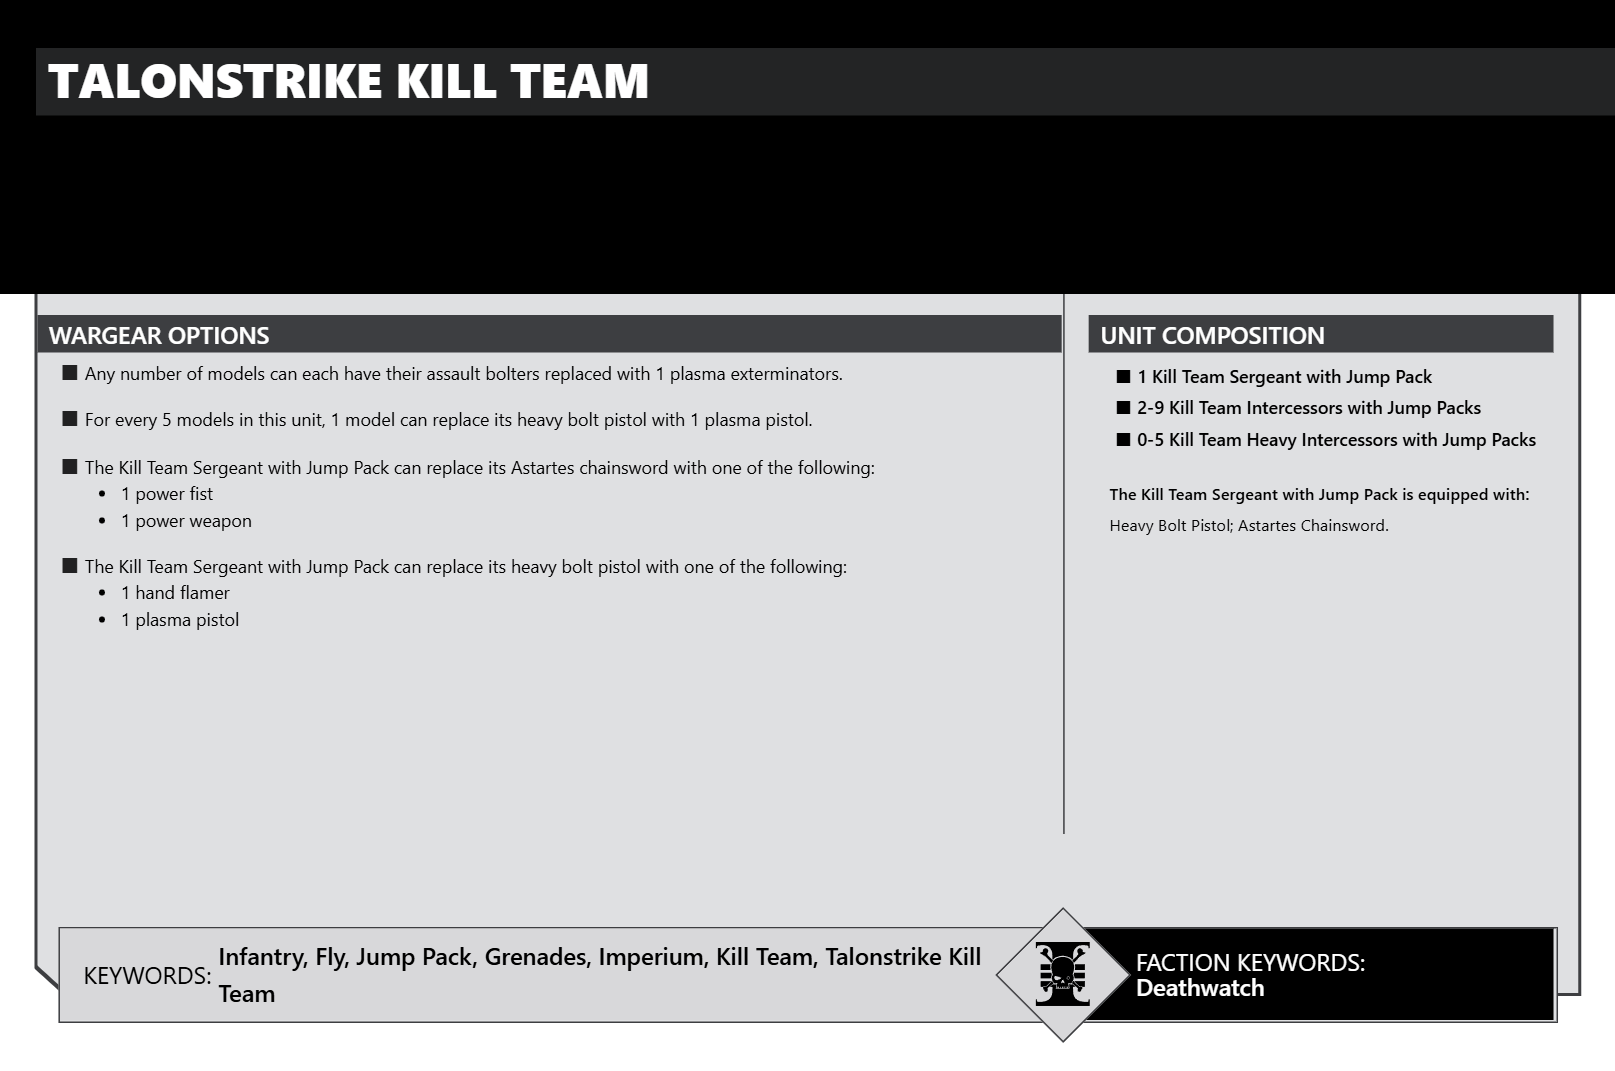 TALONSTRIKE KILL TEAM
WARGEAR OPTIONS
■ Any number of models can each have their assault bolters replaced with 1 plasma exterminators.
■ For every 5 models in this unit, 1 model can replace its heavy bolt pistol with 1 plasma pistol.
■ The Kill Team Sergeant with Jump Pack can replace its Astartes chainsword with one of the following:
• 1 power fist
• 1 power weapon
■ The Kill Team Sergeant with Jump Pack can replace its heavy bolt pistol with one of the following:
• 1 hand flamer
• 1 plasma pistol
UNIT COMPOSITION
■ 1 Kill Team Sergeant with Jump Pack
■ 2-9 Kill Team Intercessors with Jump Packs
■ 0-5 Kill Team Heavy Intercessors with Jump Packs
The Kill Team Sergeant with Jump Pack is equipped with:
Heavy Bolt Pistol; Astartes Chainsword.
KEYWORDS:
Infantry, Fly, Jump Pack, Grenades, Imperium, Kill Team, Talonstrike Kill
Team
FACTION KEYWORDS:
Deathwatch